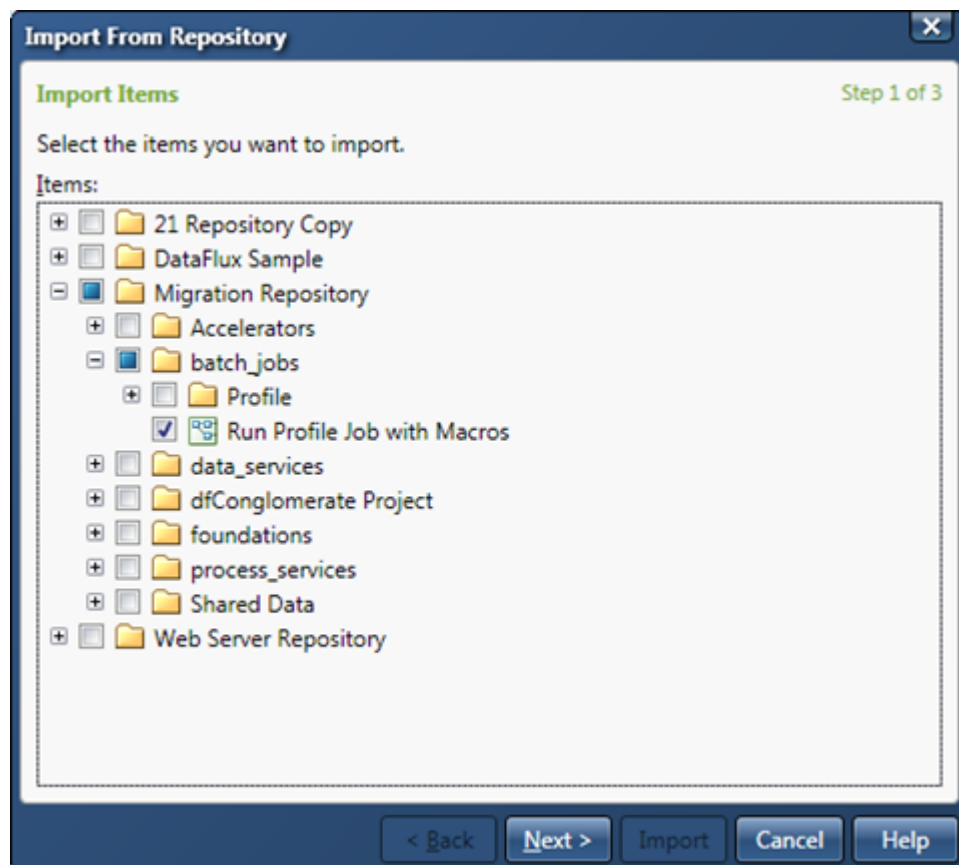 Import From Repository
Import Items
Step 1 of 3
Select the items you want to import.
Items:
21 Repository Copy
DataFlux Sample
Migration Repository
Accelerators
batch_jobs
Profile
Run Profile Job with Macros
data_services
dfConglomerate Project
foundations
process_services
Shared Data
Web Server Repository
< Back
Next >
Import
Cancel
Help